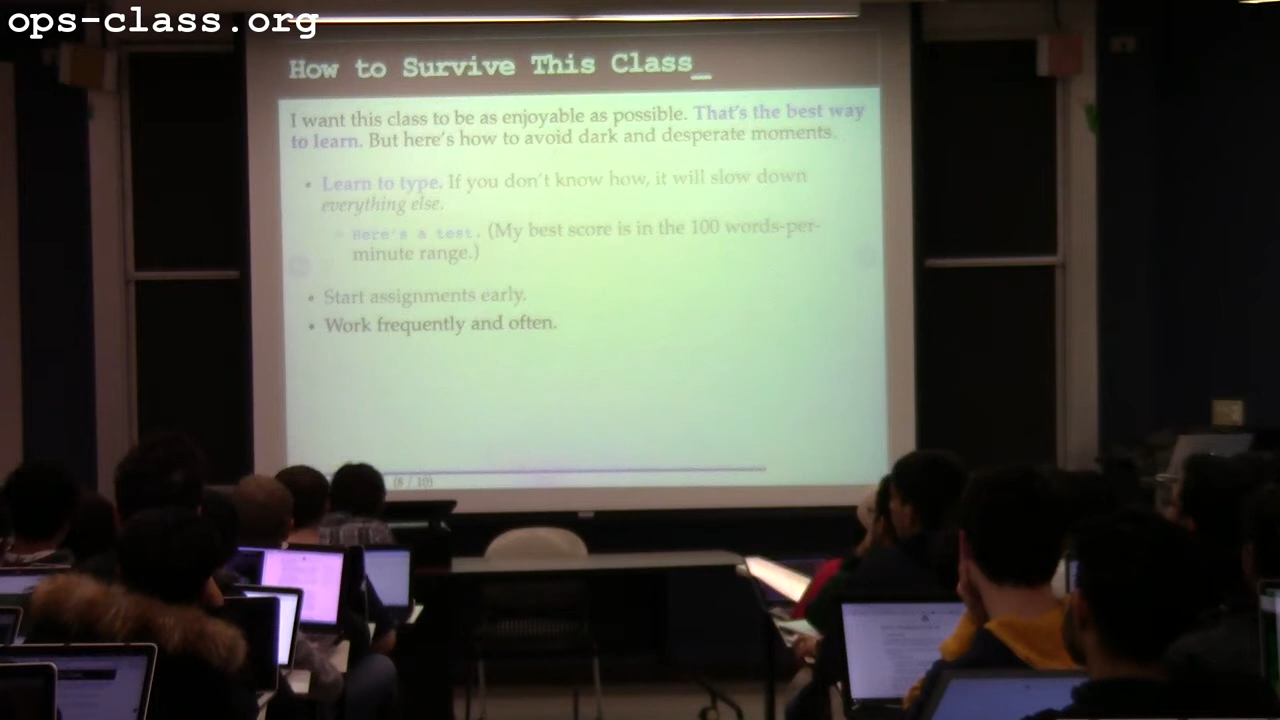 ops-class.org
How to Survive This Class_
I want this class to be as enjoyable as possible. That's the best way
to learn. But here's how to avoid dark and desperate moments.
• Learn to type. If you don't know how, it will slow down
everything else.
Here's a test. (My best score is in the 100 words-per-
minute range.)
• Start assignments early.
• Work frequently and often.
(8 / 10)